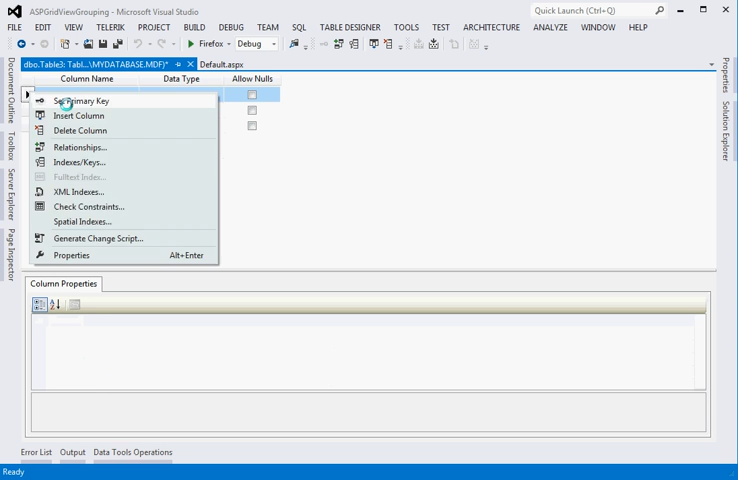 ASPGridViewGrouping - Microsoft Visual Studio
Quick Launch (Ctrl+Q)
FILE EDIT VIEW TELERIK PROJECT BUILD DEBUG TEAM SQL TABLE DESIGNER TOOLS TEST ARCHITECTURE ANALYZE WINDOW HELP
Firefox Debug
dbo.Table3: Tabl...\MYDATABASE.MDF)* Default.aspx
Column Name Data Type Allow Nulls
Set Primary Key
Insert Column
Delete Column
Relationships...
Indexes/Keys...
Fulltext Index...
XML Indexes...
Check Constraints...
Spatial Indexes...
Generate Change Script...
Properties Alt+Enter
Document Outline
Toolbox
Server Explorer
Page Inspector
Properties
Solution Explorer
Column Properties
Error List Output Data Tools Operations
Ready